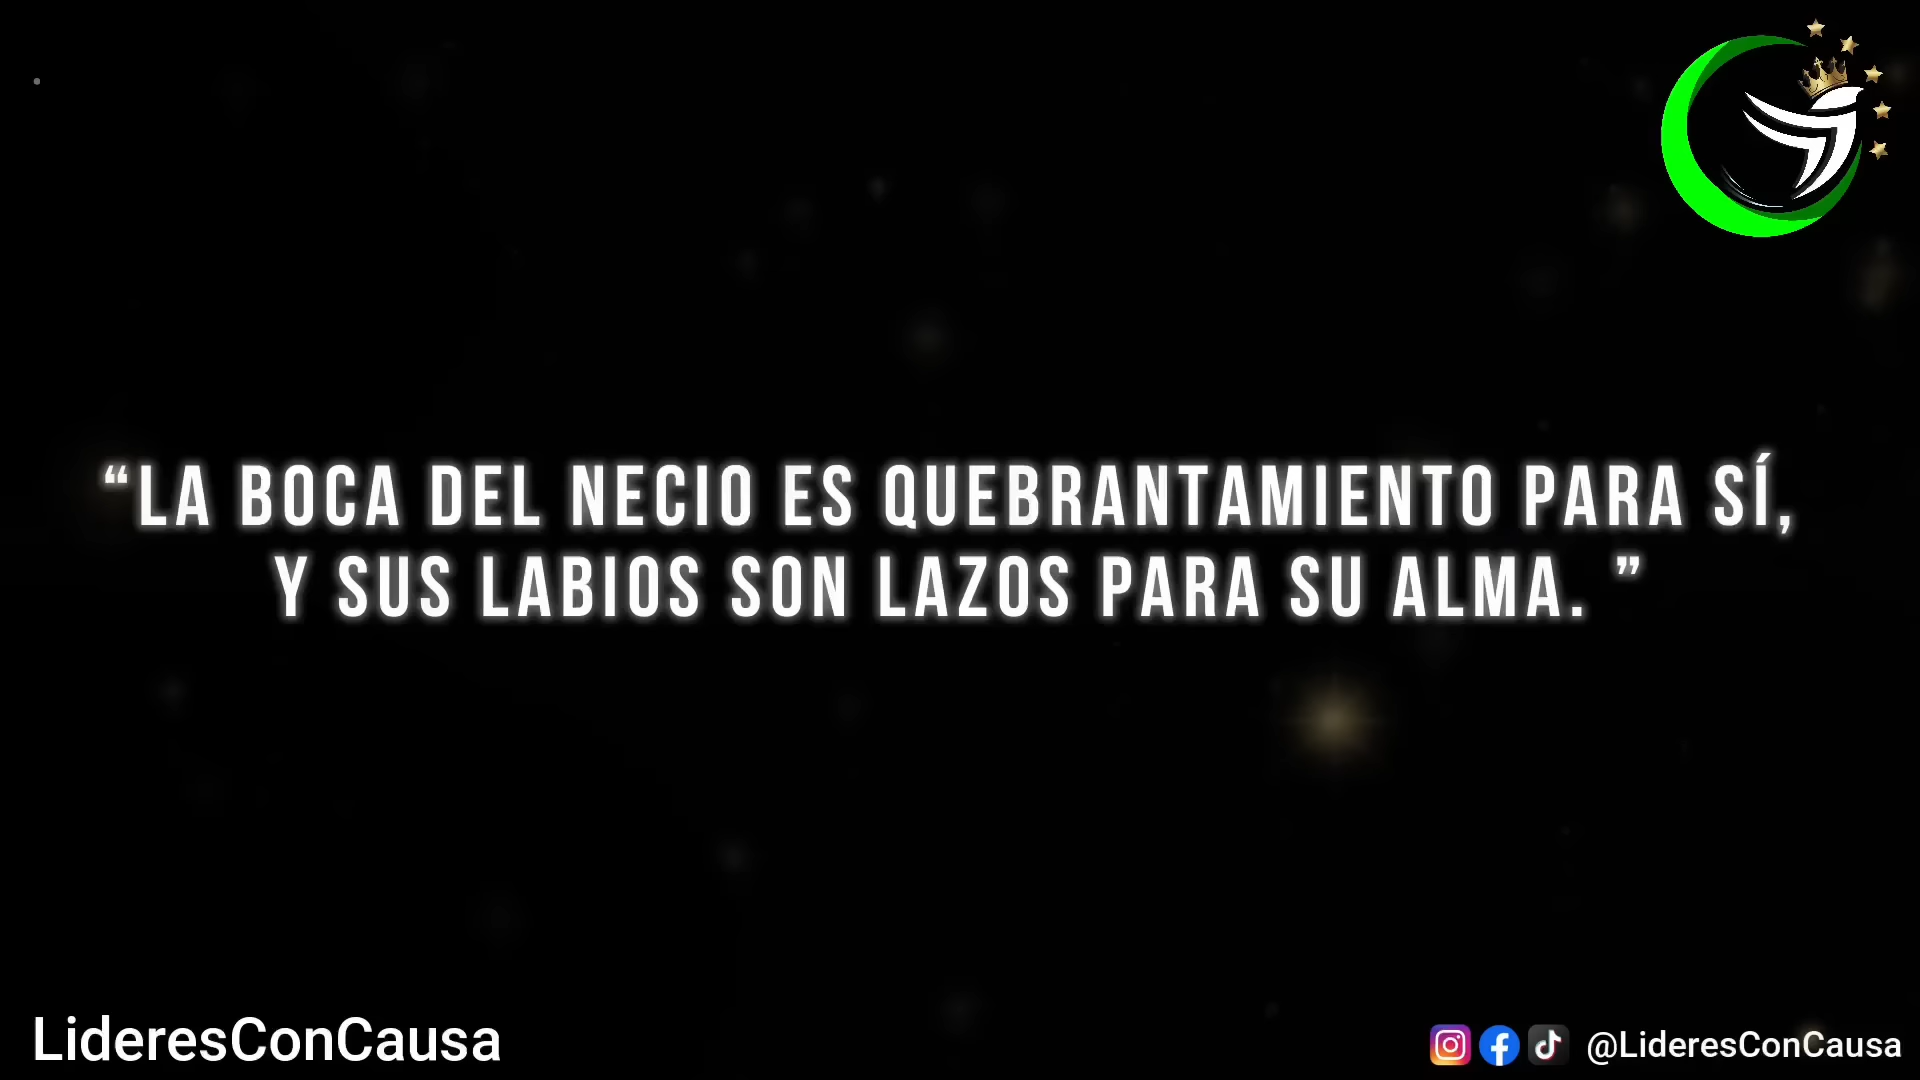 “LA BOCA DEL NECIO ES QUEBRANTAMIENTO PARA SÍ,
Y SUS LABIOS SON LAZOS PARA SU ALMA. ”
LideresConCausa
@LideresConCausa